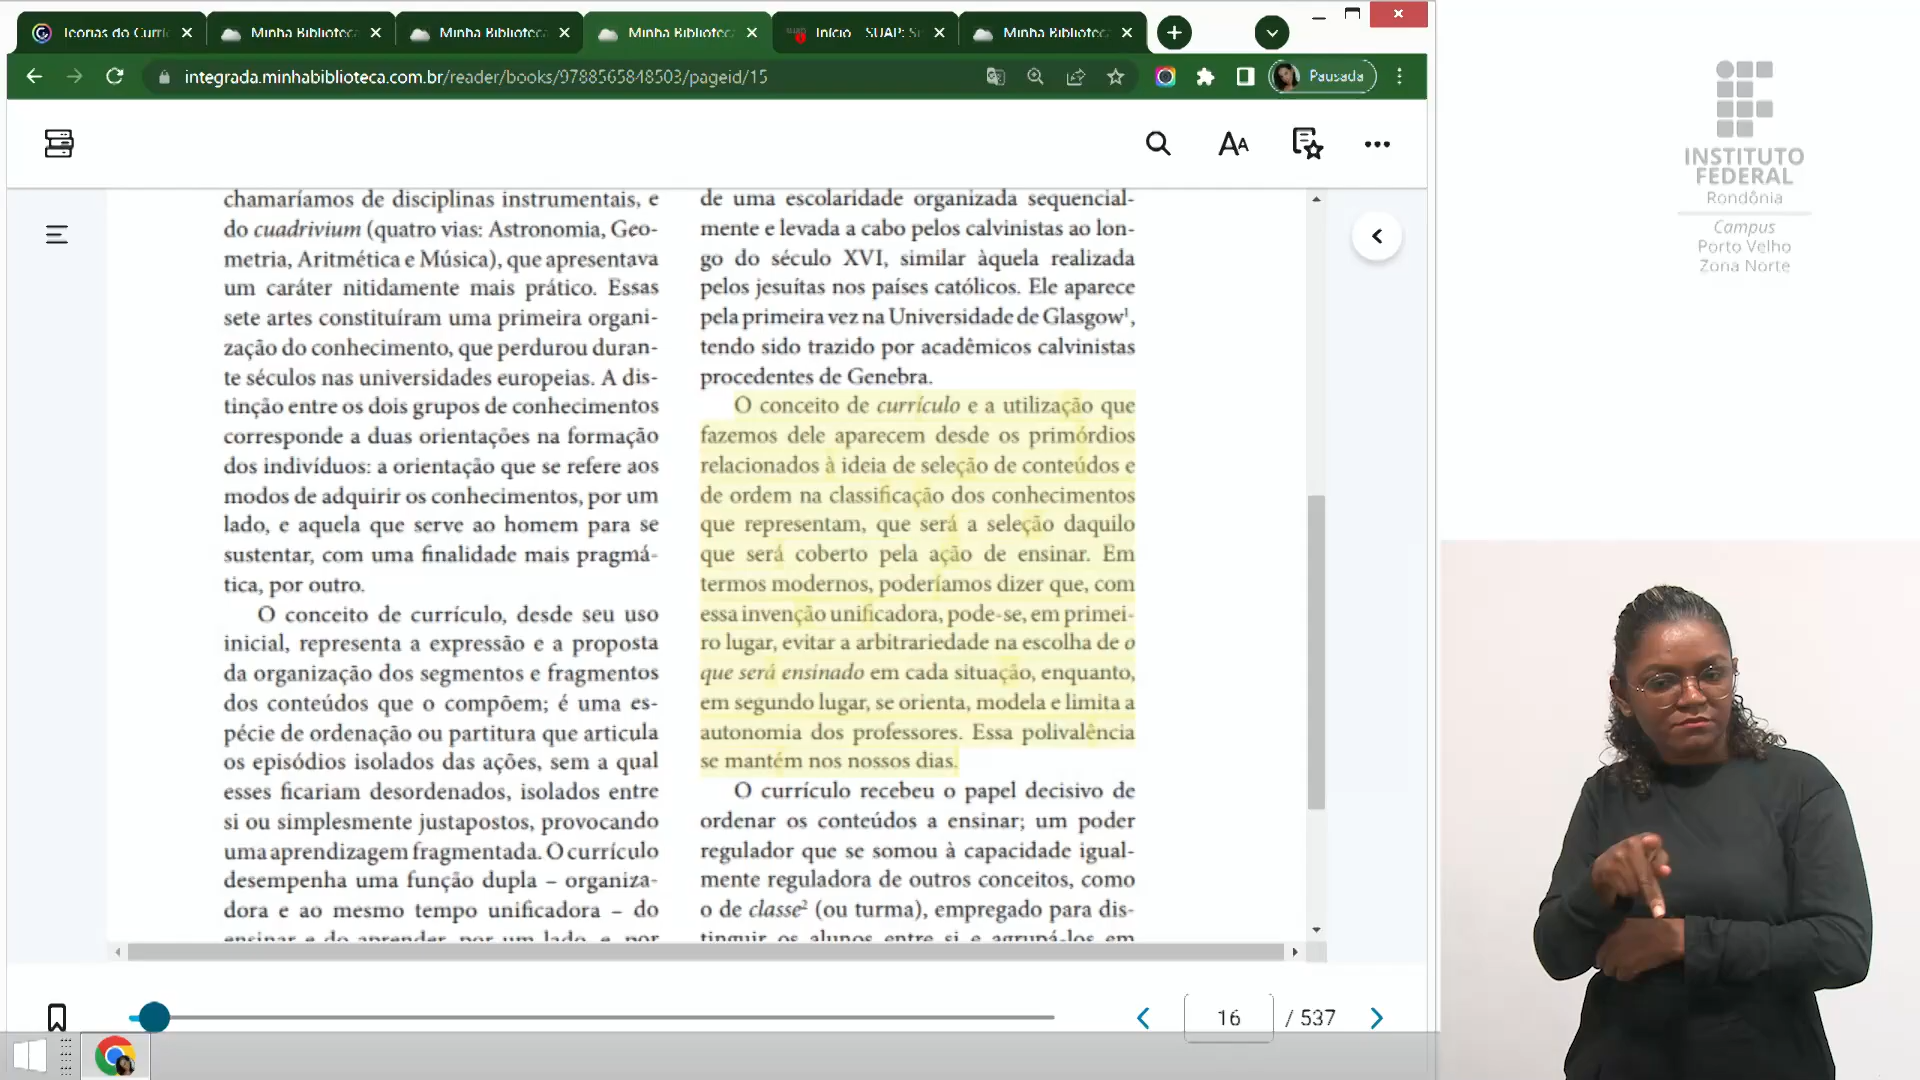 Teorias do Currí
Minha Bibliotec
Minha Bibliotec
Minha Bibliotec
Início SUAP: S
Minha Bibliotec
integrada.minhabiblioteca.com.br/reader/books/9788565848503/pageid/15
Pausada
chamaríamos de disciplinas instrumentais, e
do cuadrivium (quatro vias: Astronomia, Geo-
metria, Aritmética e Música), que apresentava
um caráter nitidamente mais prático. Essas
sete artes constituíram uma primeira organi-
zação do conhecimento, que perdurou duran-
te séculos nas universidades europeias. A dis-
tinção entre os dois grupos de conhecimentos
corresponde a duas orientações na formação
dos indivíduos: a orientação que se refere aos
modos de adquirir os conhecimentos, por um
lado, e aquela que serve ao homem para se
sustentar, com uma finalidade mais pragmá-
tica, por outro.
O conceito de currículo, desde seu uso
inicial, representa a expressão e a proposta
da organização dos segmentos e fragmentos
dos conteúdos que o compõem; é uma es-
pécie de ordenação ou partitura que articula
os episódios isolados das ações, sem a qual
esses ficariam desordenados, isolados entre
si ou simplesmente justapostos, provocando
uma aprendizagem fragmentada. O currículo
desempenha uma função dupla – organiza-
dora e ao mesmo tempo unificadora – do
ensinar e do aprender, por um lado, e, por
de uma escolaridade organizada sequencial-
mente e levada a cabo pelos calvinistas ao lon-
go do século XVI, similar àquela realizada
pelos jesuítas nos países católicos. Ele aparece
pela primeira vez na Universidade de Glasgow¹,
tendo sido trazido por acadêmicos calvinistas
procedentes de Genebra.
O conceito de currículo e a utilização que
fazemos dele aparecem desde os primórdios
relacionados à ideia de seleção de conteúdos e
de ordem na classificação dos conhecimentos
que representam, que será a seleção daquilo
que será coberto pela ação de ensinar. Em
termos modernos, poderíamos dizer que, com
essa invenção unificadora, pode-se, em primei-
ro lugar, evitar a arbitrariedade na escolha de o
que será ensinado em cada situação, enquanto,
em segundo lugar, se orienta, modela e limita a
autonomia dos professores. Essa polivalência
se mantém nos nossos dias.
O currículo recebeu o papel decisivo de
ordenar os conteúdos a ensinar; um poder
regulador que se somou à capacidade igual-
mente reguladora de outros conceitos, como
o de classe² (ou turma), empregado para dis-
tinguir os alunos entre si e agrupá-los em
16 / 537
INSTITUTO
FEDERAL
Rondônia
Campus
Porto Velho
Zona Norte